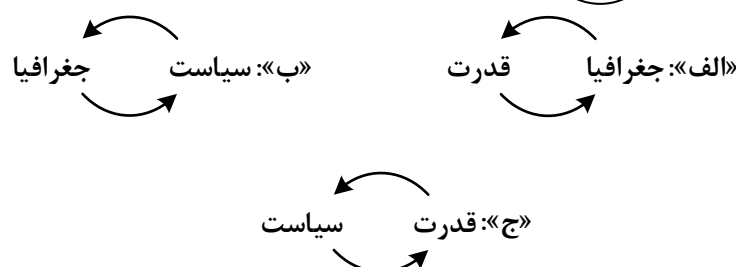 «الف»: جغرافیا قدرت
«ب»: سیاست جغرافیا
«ج»: قدرت سیاست